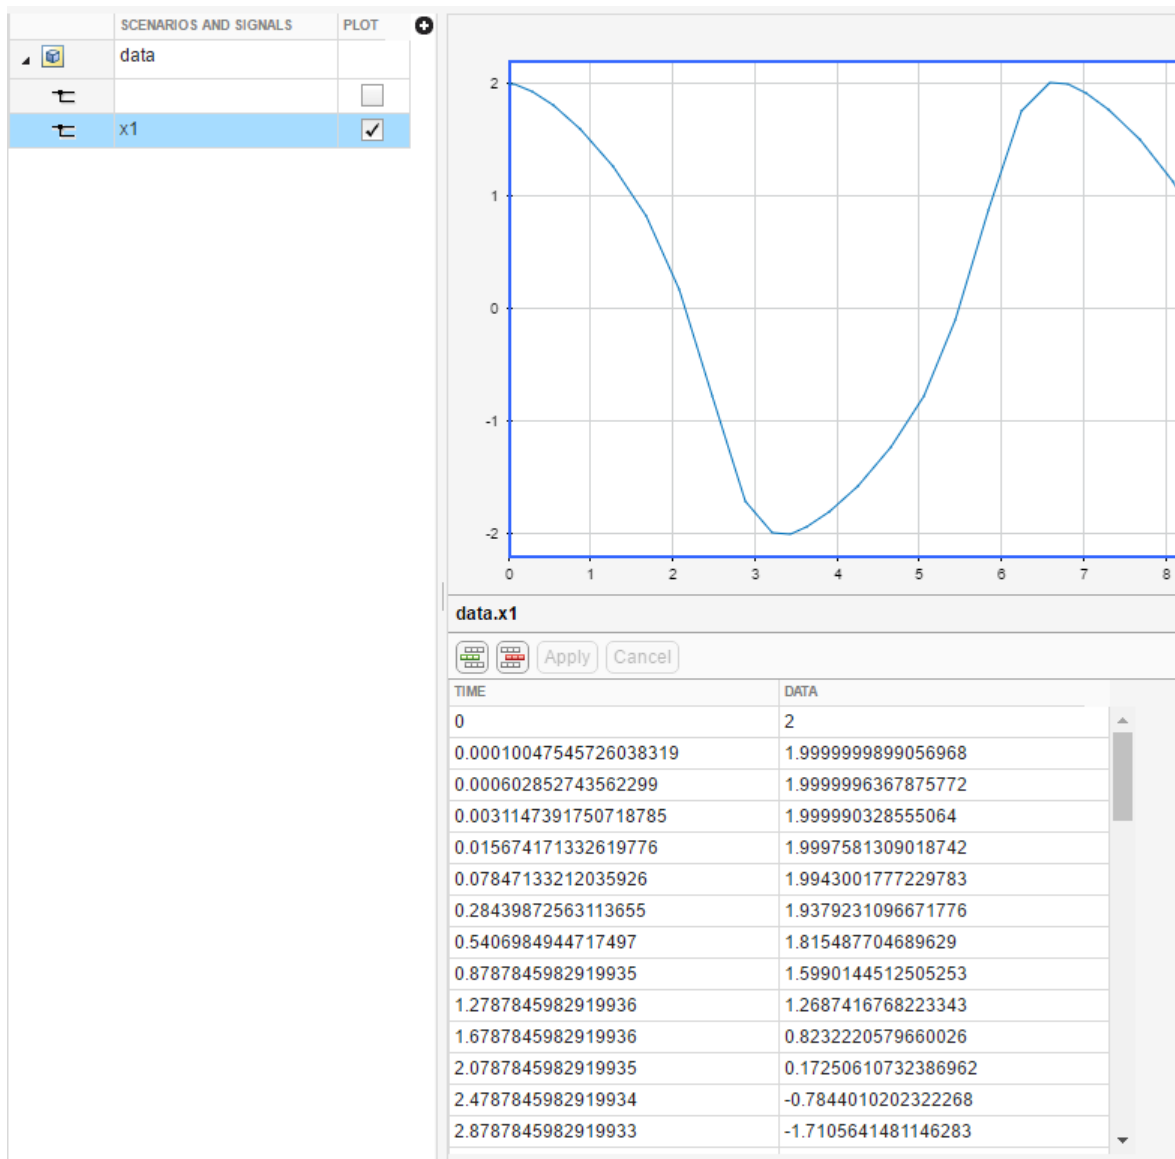 SCENARIOS AND SIGNALS PLOT
data
x1
2
1
0
-1
-2
0 1 2 3 4 5 6 7 8
data.x1
Apply Cancel
TIME DATA
0 2
0.00010047545726038319 1.9999999899056968
0.000602852743562299 1.9999996367875772
0.0031147391750718785 1.999990328555064
0.015674171332619776 1.9997581309018742
0.07847133212035926 1.99430017772297​83
0.28439872563113655 1.9379231096671776
0.5406984944717497 1.815487704689629
0.8787845982919935 1.5990144512505253
1.2787845982919936 1.2687416768223343
1.6787845982919936 0.8232220579660026
2.0787845982919935 0.17250610732386962
2.4787845982919934 -0.7844010202322268
2.8787845982919933 -1.7105641481146283